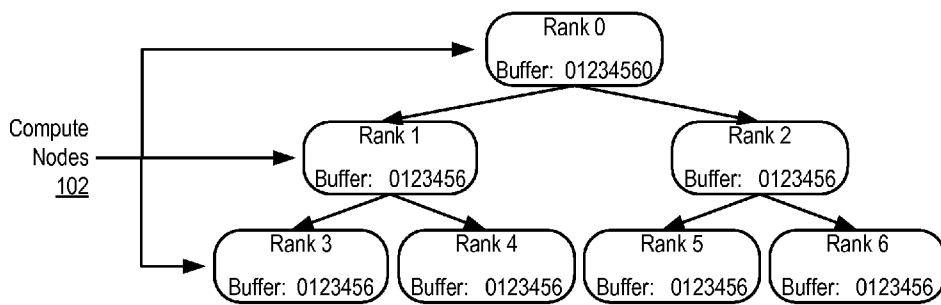 Rank 0
Buffer: 01234560
Compute
Nodes
102
Rank 1
Buffer: 0123456
Rank 2
Buffer: 0123456
Rank 3
Buffer: 0123456
Rank 4
Buffer: 0123456
Rank 5
Buffer: 0123456
Rank 6
Buffer: 0123456